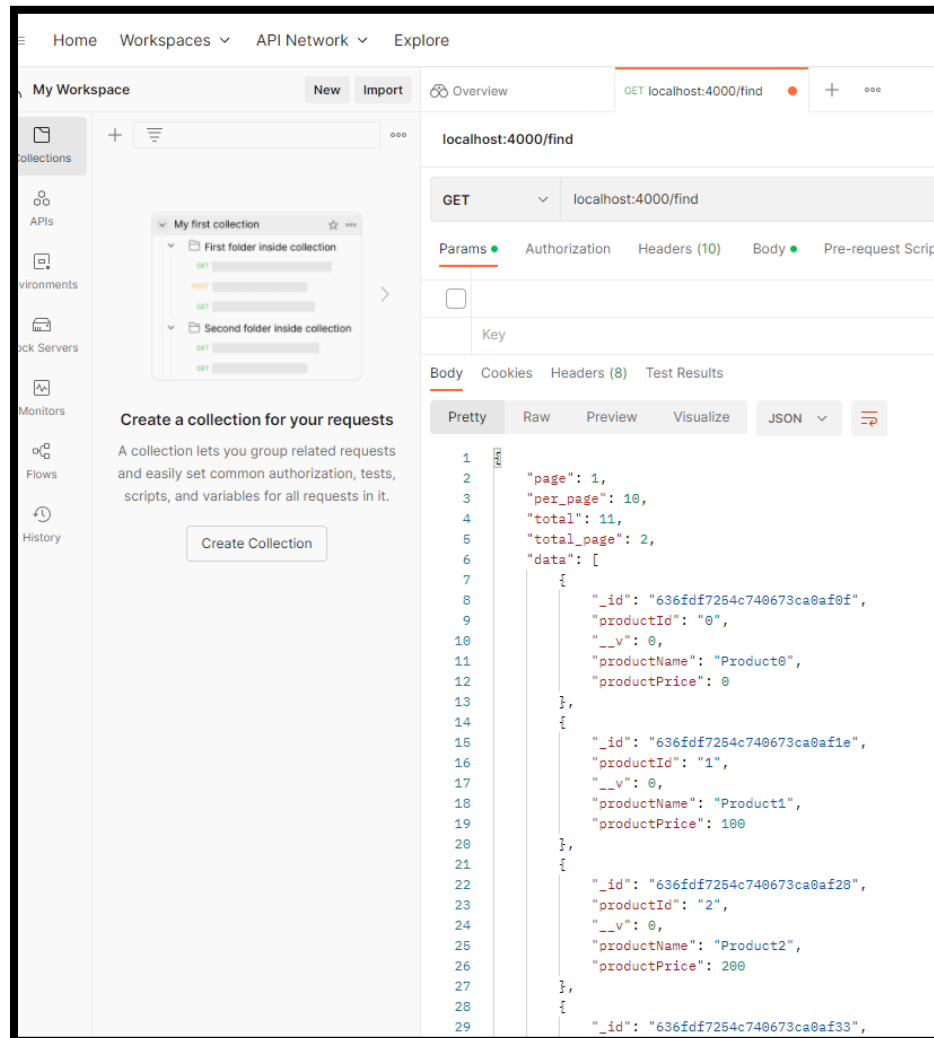 Home Workspaces API Network Explore
My Workspace New Import
Overview GET localhost:4000/find
Collections
APIs
vironments
ock Servers
Monitors
Flows
History
My first collection
First folder inside collection
GET
POST
GET
Second folder inside collection
GET
GET
Create a collection for your requests
A collection lets you group related requests
and easily set common authorization, tests,
scripts, and variables for all requests in it.
Create Collection
localhost:4000/find
GET localhost:4000/find
Params Authorization Headers (10) Body Pre-request Scrip
Key
Body Cookies Headers (8) Test Results
Pretty Raw Preview Visualize JSON
1 {
2 "page": 1,
3 "per_page": 10,
4 "total": 11,
5 "total_page": 2,
6 "data": [
7 {
8 "_id": "636fdf7254c740673ca0af0f",
9 "productId": "0",
10 "__v": 0,
11 "productName": "Product0",
12 "productPrice": 0
13 },
14 {
15 "_id": "636fdf7254c740673ca0af1e",
16 "productId": "1",
17 "__v": 0,
18 "productName": "Product1",
19 "productPrice": 100
20 },
21 {
22 "_id": "636fdf7254c740673ca0af28",
23 "productId": "2",
24 "__v": 0,
25 "productName": "Product2",
26 "productPrice": 200
27 },
28 {
29 "_id": "636fdf7254c740673ca0af33",